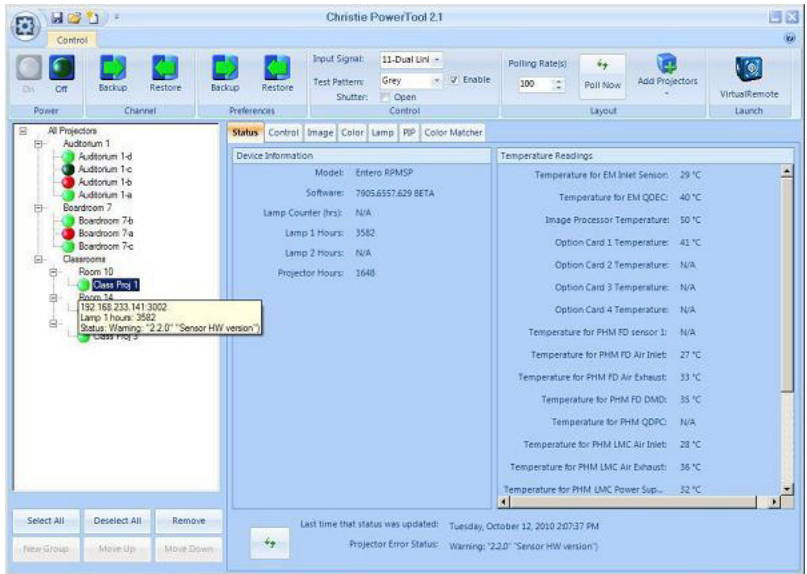 Christie PowerTool 2.1
Control
On Off
Power
Backup Restore
Channel
Backup Restore
Preferences
Input Signal: 11-Dual Linl
Test Pattern: Grey Enable
Shutter: Open
Control
Polling Rate(s)
100
Poll Now
Add Projectors
Layout
VirtualRemote
Launch
All Projectors
Auditorium 1
Auditorium 1-d
Auditorium 1-c
Auditorium 1-b
Auditorium 1-a
Boardroom 7
Boardroom 7-b
Boardroom 7-a
Boardroom 7-c
Classrooms
Room 10
Class Proj 1
Room 14
192.168.233.141:3002
Lamp 1 hours: 3582
Status: Warning: "2.2.0" "Sensor HW version")
Class Proj 3
Select All Deselect All Remove
New Group Move Up Move Down
Status Control Image Color Lamp PIP Color Matcher
Device Information
Model: Entero RPMSP
Software: 7905.6557.629 BETA
Lamp Counter (hrs): N/A
Lamp 1 Hours: 3582
Lamp 2 Hours: N/A
Projector Hours: 1648
Temperature Readings
Temperature for EM Inlet Sensor: 29 °C
Temperature for EM QDEC: 40 °C
Image Processor Temperature: 50 °C
Option Card 1 Temperature: 41 °C
Option Card 2 Temperature: N/A
Option Card 3 Temperature: N/A
Option Card 4 Temperature: N/A
Temperature for PHM FD sensor 1: N/A
Temperature for PHM FD Air Inlet: 27 °C
Temperature for PHM FD Air Exhaust: 33 °C
Temperature for PHM FD DMD: 35 °C
Temperature for PHM QDPC: N/A
Temperature for PHM LMC Air Inlet: 28 °C
Temperature for PHM LMC Air Exhaust: 36 °C
Temperature for PHM LMC Power Sup... 32 °C
Last time that status was updated: Tuesday, October 12, 2010 2:07:37 PM
Projector Error Status: Warning: "2.2.0" "Sensor HW version")